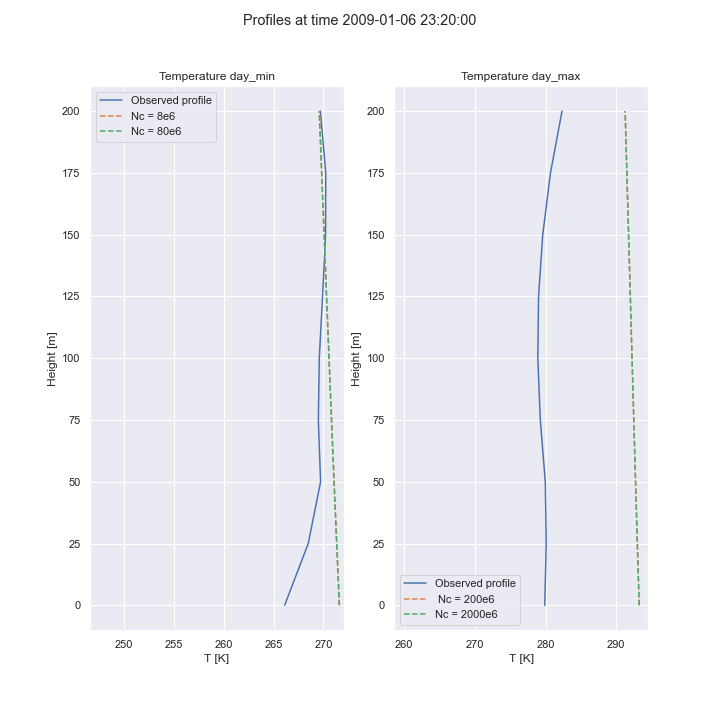 Profiles at time 2009-01-06 23:20:00
Temperature day_min
Observed profile
Nc = 8e6
Nc = 80e6
200
175
150
125
100
75
50
25
0
Height [m]
250
255
260
265
270
T [K]
Temperature day_max
200
175
150
125
100
75
50
25
0
Height [m]
Observed profile
Nc = 200e6
Nc = 2000e6
260
270
280
290
T [K]